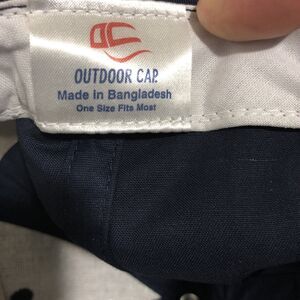 OUTDOOR CAP.
Made in Bangladesh
One Size Fits Most